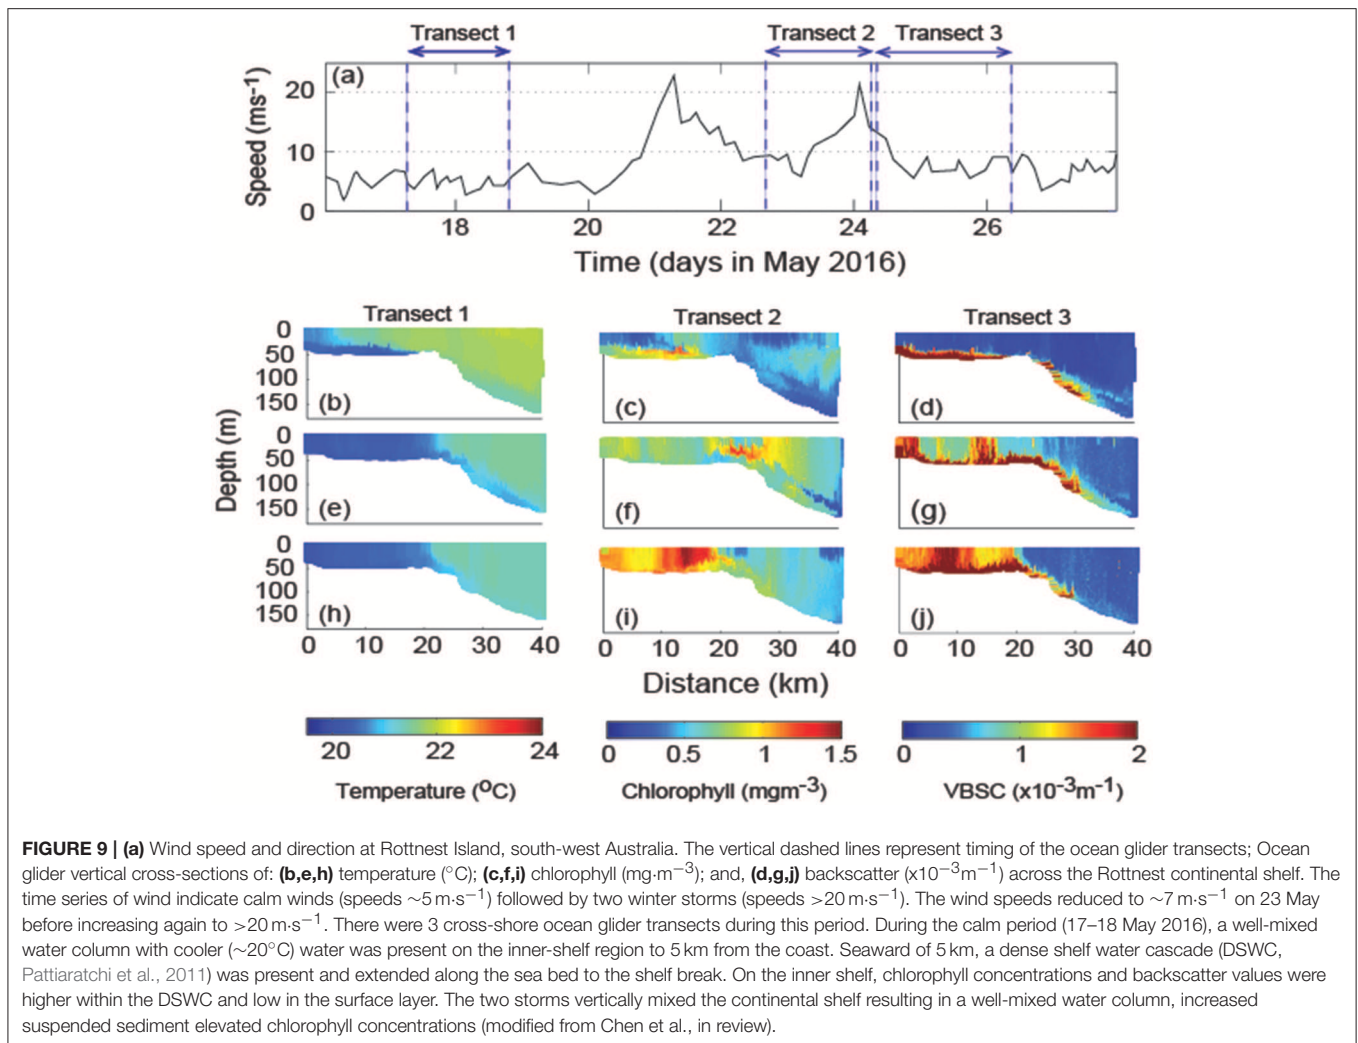 Transect 1 Transect 2 Transect 3
(a)
Speed (ms-1)
20
10
0
18 20 22 24 26
Time (days in May 2016)
Transect 1 Transect 2 Transect 3
Depth (m)
0
50
100
150
(b) (c) (d)
0
50
100
150
(e) (f) (g)
0
50
100
150
(h) (i) (j)
0 10 20 30 40 0 10 20 30 40 0 10 20 30 40
Distance (km)
20 22 24 0 0.5 1 1.5 0 1 2
Temperature (ºC) Chlorophyll (mgm-3) VBSC (x10-3m-1)
FIGURE 9 | (a) Wind speed and direction at Rottnest Island, south-west Australia. The vertical dashed lines represent timing of the ocean glider transects; Ocean
glider vertical cross-sections of: (b,e,h) temperature (°C); (c,f,i) chlorophyll (mg·m−3); and, (d,g,j) backscatter (x10−3m−1) across the Rottnest continental shelf. The
time series of wind indicate calm winds (speeds ∼5 m·s−1) followed by two winter storms (speeds >20 m·s−1). The wind speeds reduced to ∼7 m·s−1 on 23 May
before increasing again to >20 m·s−1. There were 3 cross-shore ocean glider transects during this period. During the calm period (17–18 May 2016), a well-mixed
water column with cooler (∼20°C) water was present on the inner-shelf region to 5 km from the coast. Seaward of 5 km, a dense shelf water cascade (DSWC,
Pattiaratchi et al., 2011) was present and extended along the sea bed to the shelf break. On the inner shelf, chlorophyll concentrations and backscatter values were
higher within the DSWC and low in the surface layer. The two storms vertically mixed the continental shelf resulting in a well-mixed water column, increased
suspended sediment elevated chlorophyll concentrations (modified from Chen et al., in review).